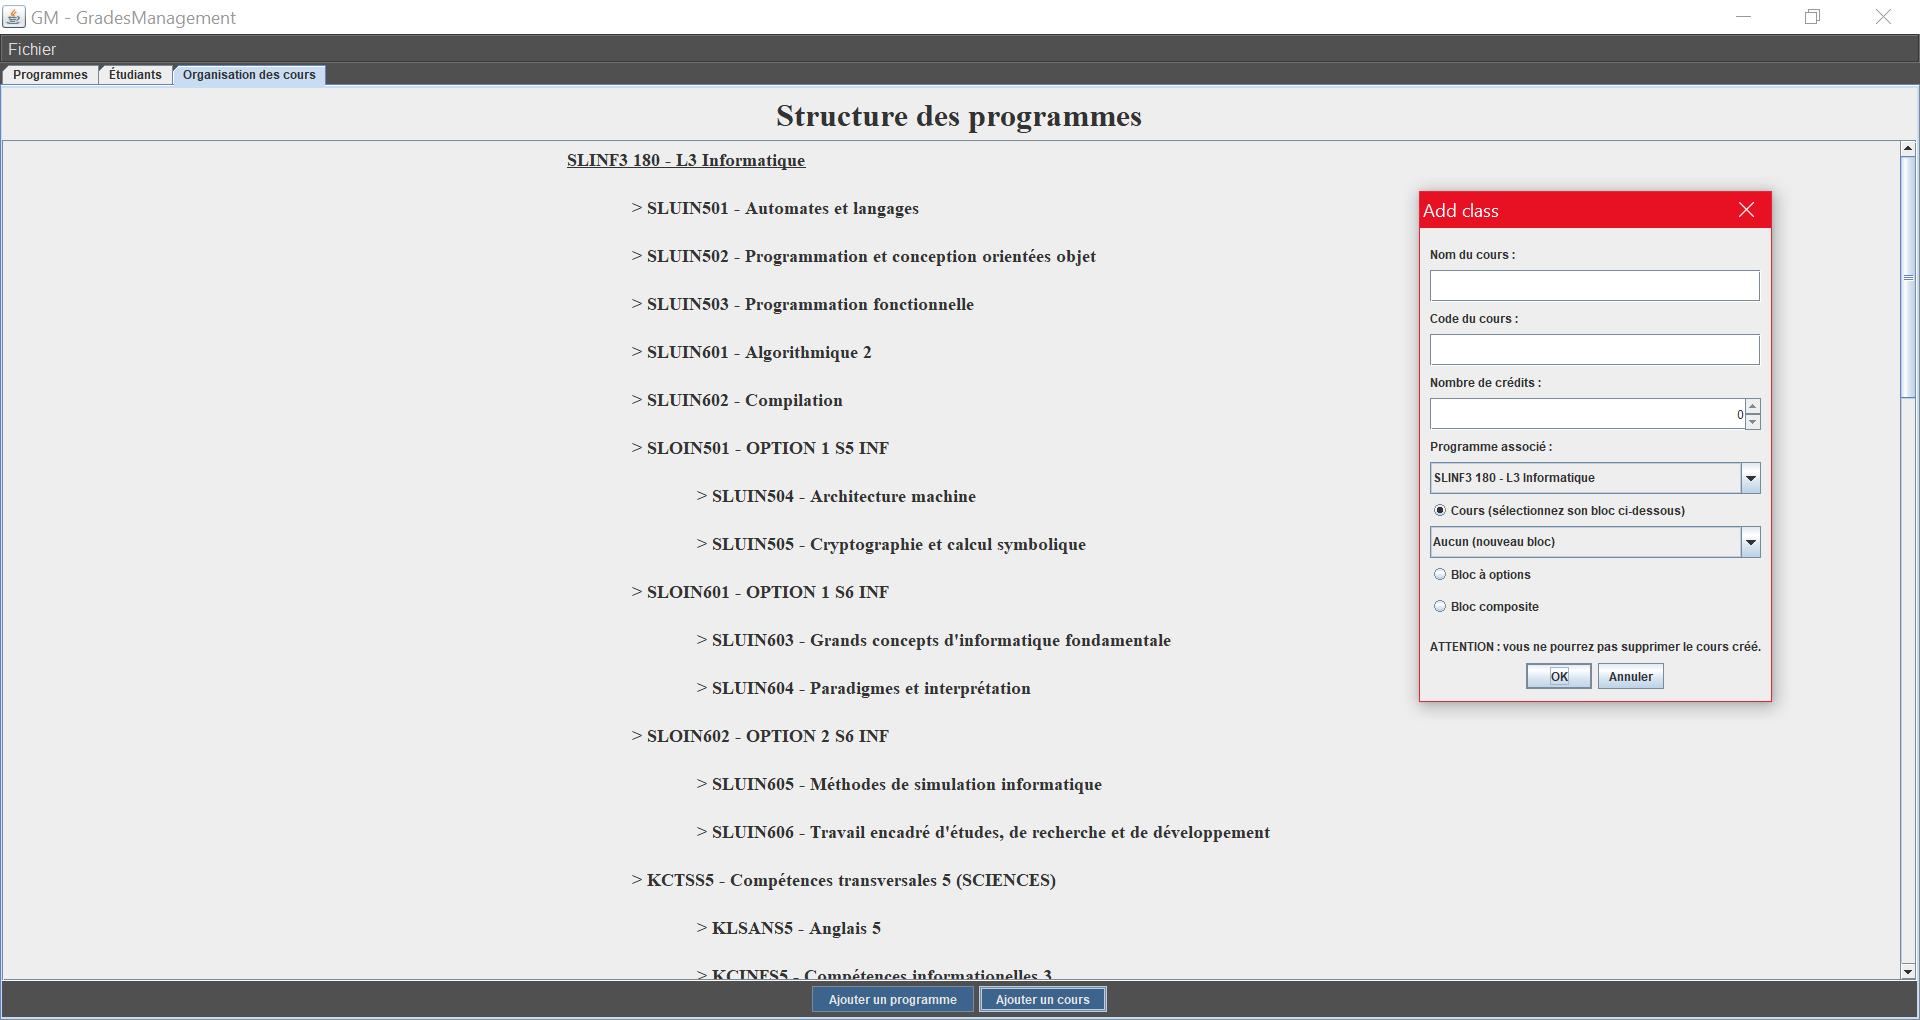 GM - GradesManagement
Fichier
Programmes
Étudiants
Organisation des cours
Structure des programmes
SLINF3 180 - L3 Informatique
> SLUIN501 - Automates et langages
> SLUIN502 - Programmation et conception orientées objet
> SLUIN503 - Programmation fonctionnelle
> SLUIN601 - Algorithmique 2
> SLUIN602 - Compilation
> SLOIN501 - OPTION 1 S5 INF
> SLUIN504 - Architecture machine
> SLUIN505 - Cryptographie et calcul symbolique
> SLOIN601 - OPTION 1 S6 INF
> SLUIN603 - Grands concepts d'informatique fondamentale
> SLUIN604 - Paradigmes et interprétation
> SLOIN602 - OPTION 2 S6 INF
> SLUIN605 - Méthodes de simulation informatique
> SLUIN606 - Travail encadré d'études, de recherche et de développement
> KCTSS5 - Compétences transversales 5 (SCIENCES)
> KLSANS5 - Anglais 5
> KCINFS5 - Compétences informationelles 3
Add class
Nom du cours :
Code du cours :
Nombre de crédits :
0
Programme associé :
SLINF3 180 - L3 Informatique
Cours (sélectionnez son bloc ci-dessous)
Aucun (nouveau bloc)
Bloc à options
Bloc composite
ATTENTION : vous ne pourrez pas supprimer le cours créé.
OK
Annuler
Ajouter un programme
Ajouter un cours